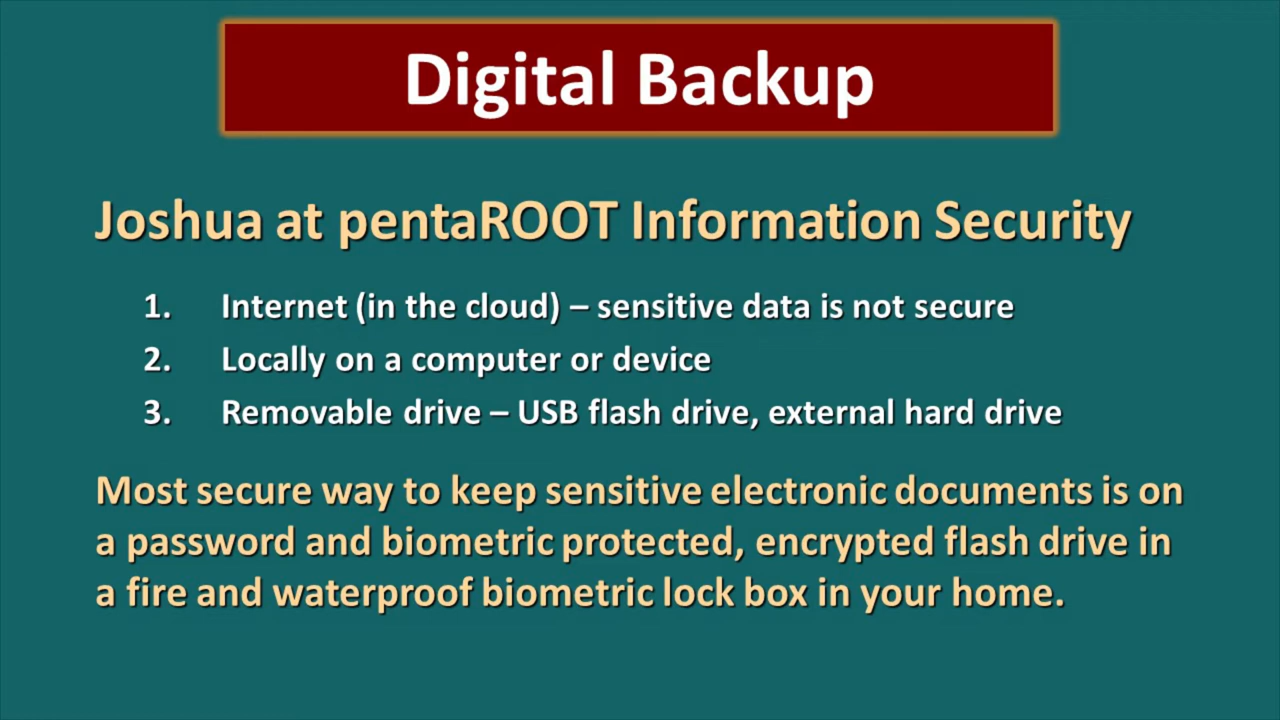 Digital Backup
Joshua at pentaROOT Information Security
1. Internet (in the cloud) – sensitive data is not secure
2. Locally on a computer or device
3. Removable drive – USB flash drive, external hard drive
Most secure way to keep sensitive electronic documents is on
a password and biometric protected, encrypted flash drive in
a fire and waterproof biometric lock box in your home.